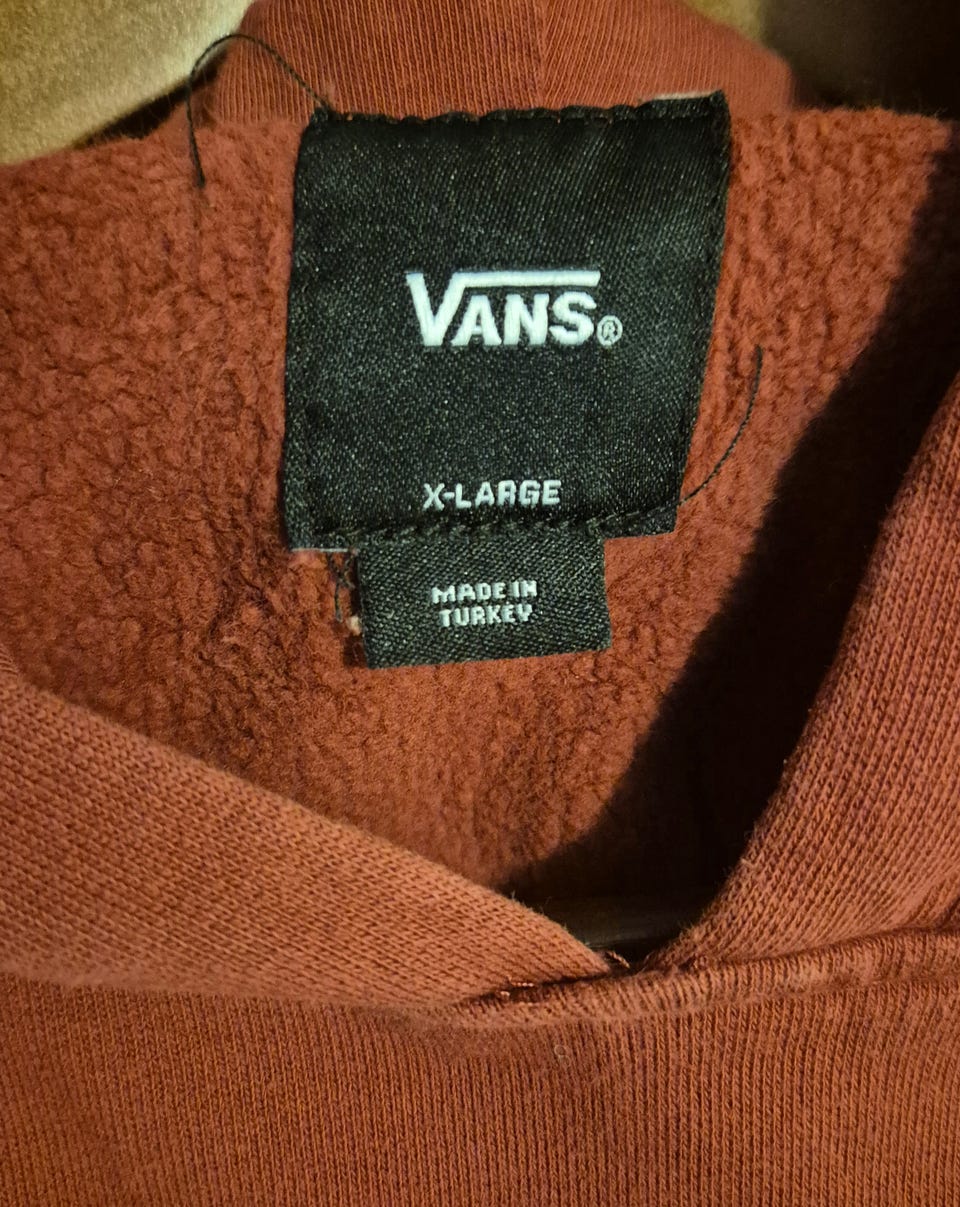 VANS®
X-LARGE
MADE IN
TURKEY